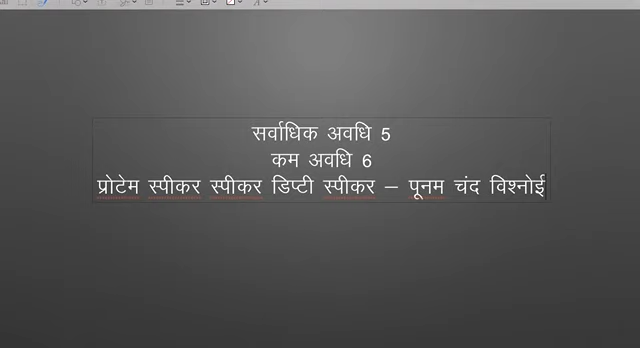 सर्वाधिक अवधि 5
कम अवधि 6
प्रोटेम स्पीकर स्पीकर डिप्टी स्पीकर – पूनम चंद विश्नोई